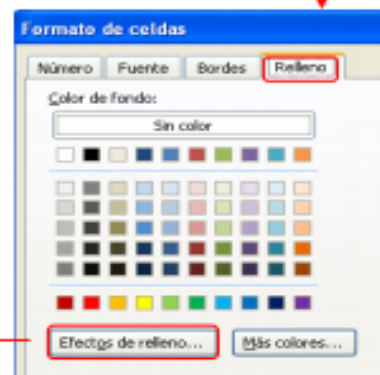 Formato de celdas
Número Fuente Bordes Relleno
Color de fondo:
Sin color
Efectos de relleno... Más colores...